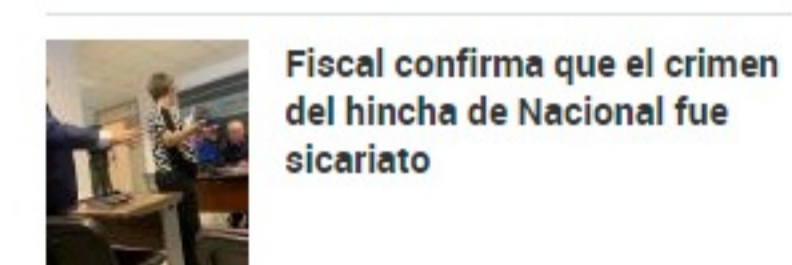 Fiscal confirma que el crimen
del hincha de Nacional fue
sicariato